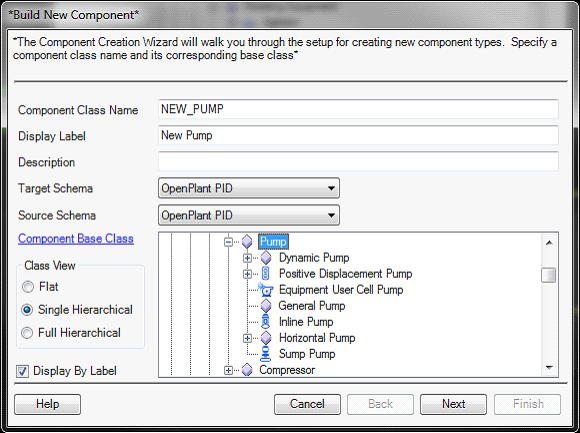 *Build New Component*
*The Component Creation Wizard will walk you through the setup for creating new component types.  Specify a
component class name and its corresponding base class*
Component Class Name NEW_PUMP
Display Label New Pump
Description
Target Schema OpenPlant PID
Source Schema OpenPlant PID
Component Base Class
Pump
Dynamic Pump
Positive Displacement Pump
Equipment User Cell Pump
General Pump
Inline Pump
Horizontal Pump
Sump Pump
Compressor
Class View
Flat
Single Hierarchical
Full Hierarchical
Display By Label
Help Cancel Back Next Finish